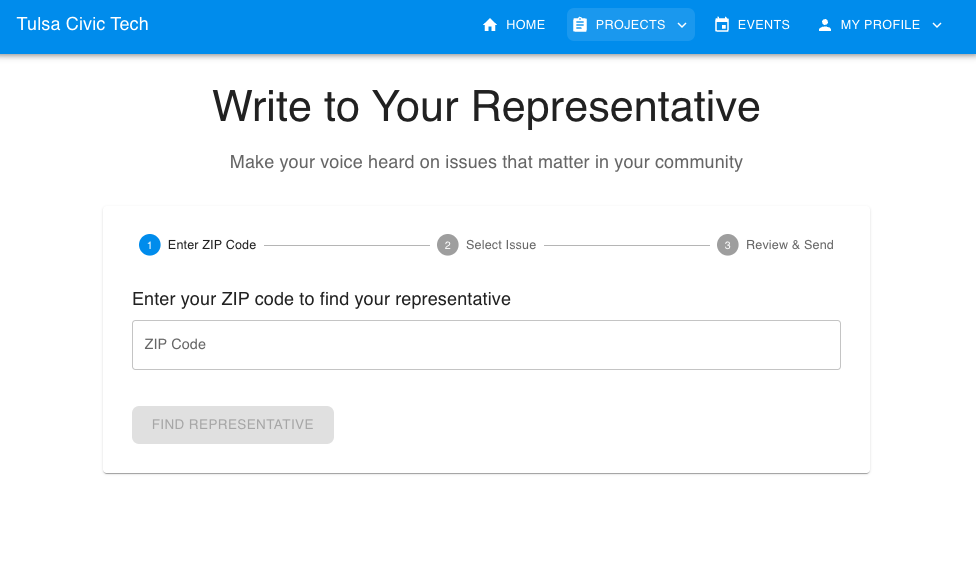 Tulsa Civic Tech
HOME
PROJECTS
EVENTS
MY PROFILE
Write to Your Representative
Make your voice heard on issues that matter in your community
1 Enter ZIP Code
2 Select Issue
3 Review & Send
Enter your ZIP code to find your representative
ZIP Code
FIND REPRESENTATIVE